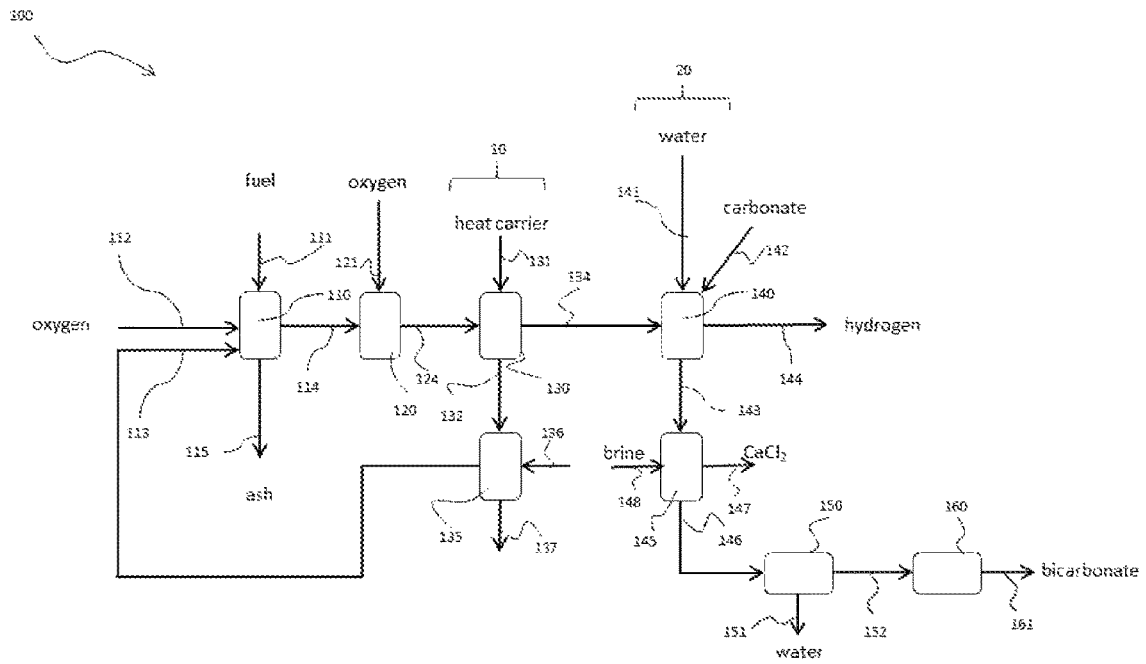 100
20
water
10
fuel
oxygen
heat carrier
141
carbonate
112
111
121
131
134
142
110
140
oxygen
hydrogen
114
124
130
144
113
120
132
143
136
brine
CaCl₂
115
148
147
ash
135
137
145
146
150
160
bicarbonate
151
152
161
water